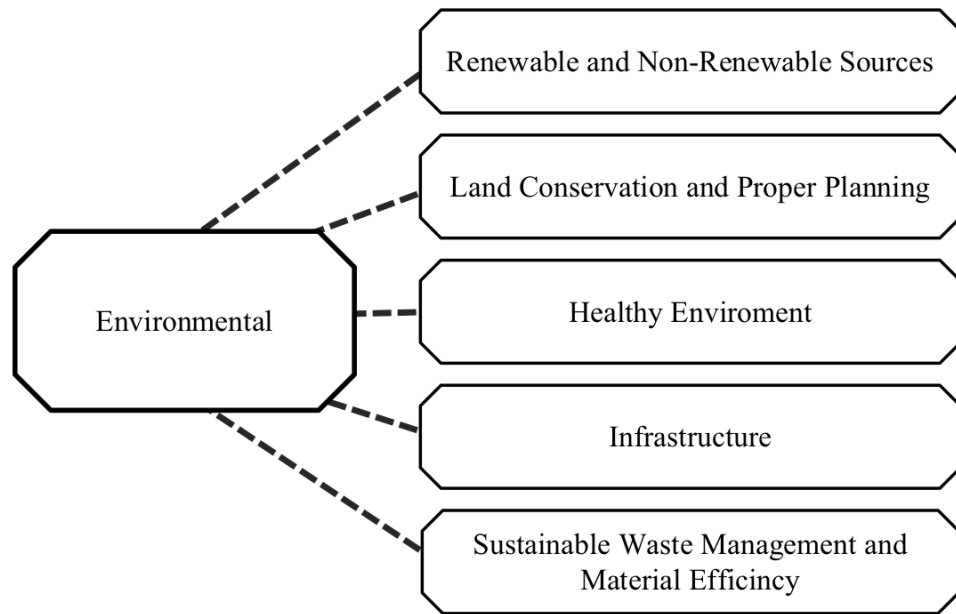 Renewable and Non-Renewable Sources
Land Conservation and Proper Planning
Environmental
Healthy Enviroment
Infrastructure
Sustainable Waste Management and
Material Efficincy